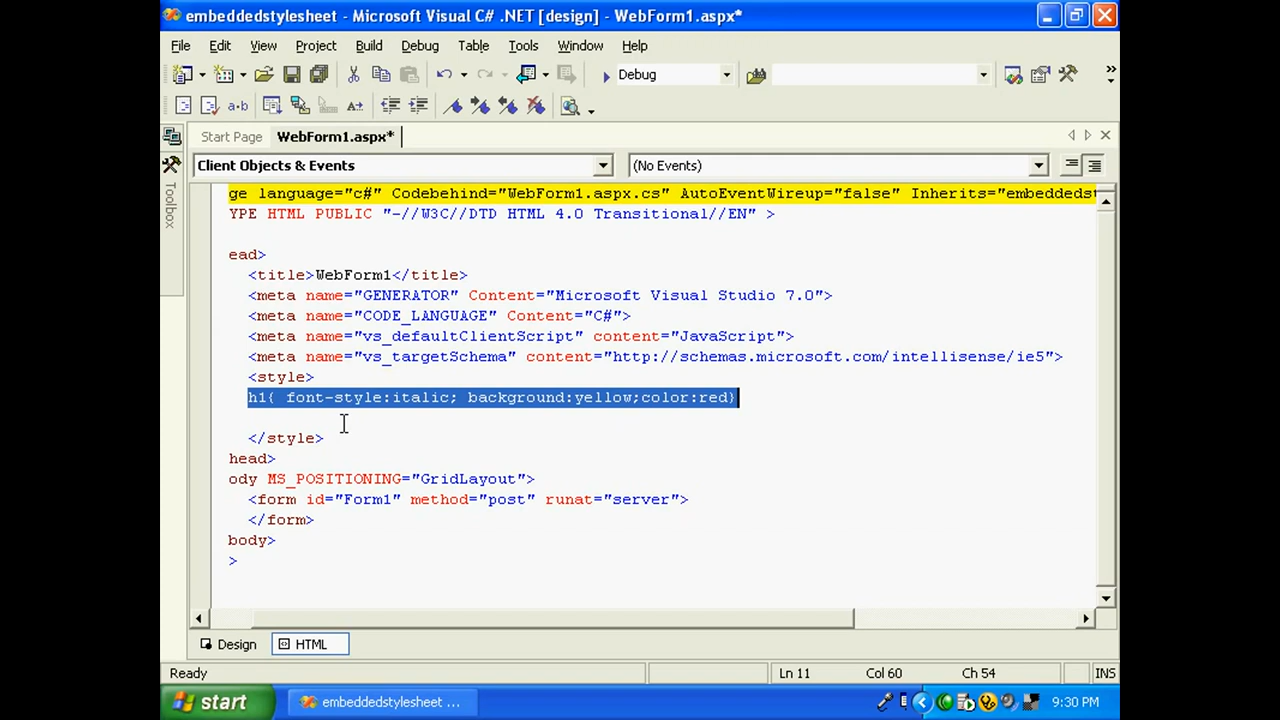 embeddedstylesheet - Microsoft Visual C# .NET [design] - WebForm1.aspx*
File Edit View Project Build Debug Table Tools Window Help
Debug
Start Page WebForm1.aspx*
Client Objects & Events (No Events)
Toolbox
ge language="c#" Codebehind="WebForm1.aspx.cs" AutoEventWireup="false" Inherits="embeddedst
YPE HTML PUBLIC "-//W3C//DTD HTML 4.0 Transitional//EN" >
ead>
<title>WebForm1</title>
<meta name="GENERATOR" Content="Microsoft Visual Studio 7.0">
<meta name="CODE_LANGUAGE" Content="C#">
<meta name="vs_defaultClientScript" content="JavaScript">
<meta name="vs_targetSchema" content="http://schemas.microsoft.com/intellisense/ie5">
<style>
h1{ font-style:italic; background:yellow;color:red}
</style>
head>
ody MS_POSITIONING="GridLayout">
<form id="Form1" method="post" runat="server">
</form>
body>
>
Design HTML
Ready Ln 11 Col 60 Ch 54 INS
start embeddedstylesheet ... 9:30 PM